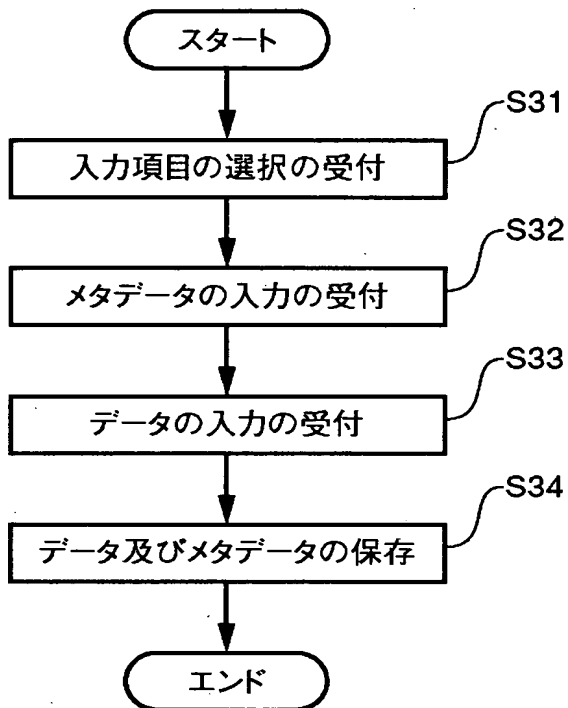 スタート
S31
入力項目の選択の受付
S32
メタデータの入力の受付
S33
データの入力の受付
S34
データ及びメタデータの保存
エンド